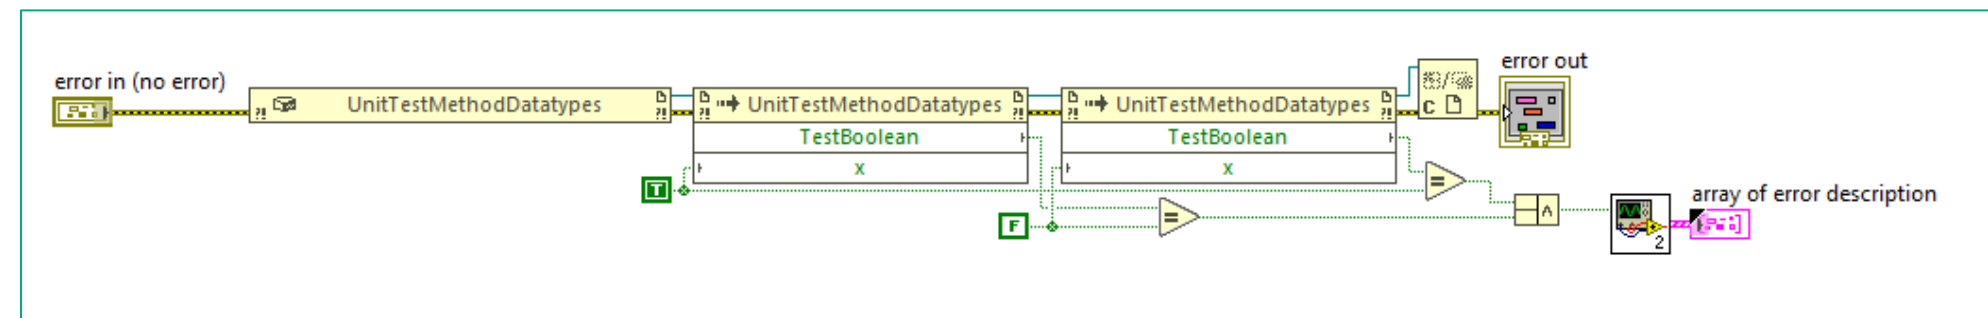 error in (no error)
UnitTestMethodDatatypes
UnitTestMethodDatatypes
TestBoolean
x
UnitTestMethodDatatypes
TestBoolean
x
C
error out
T
F
=
=
∧
2
array of error description